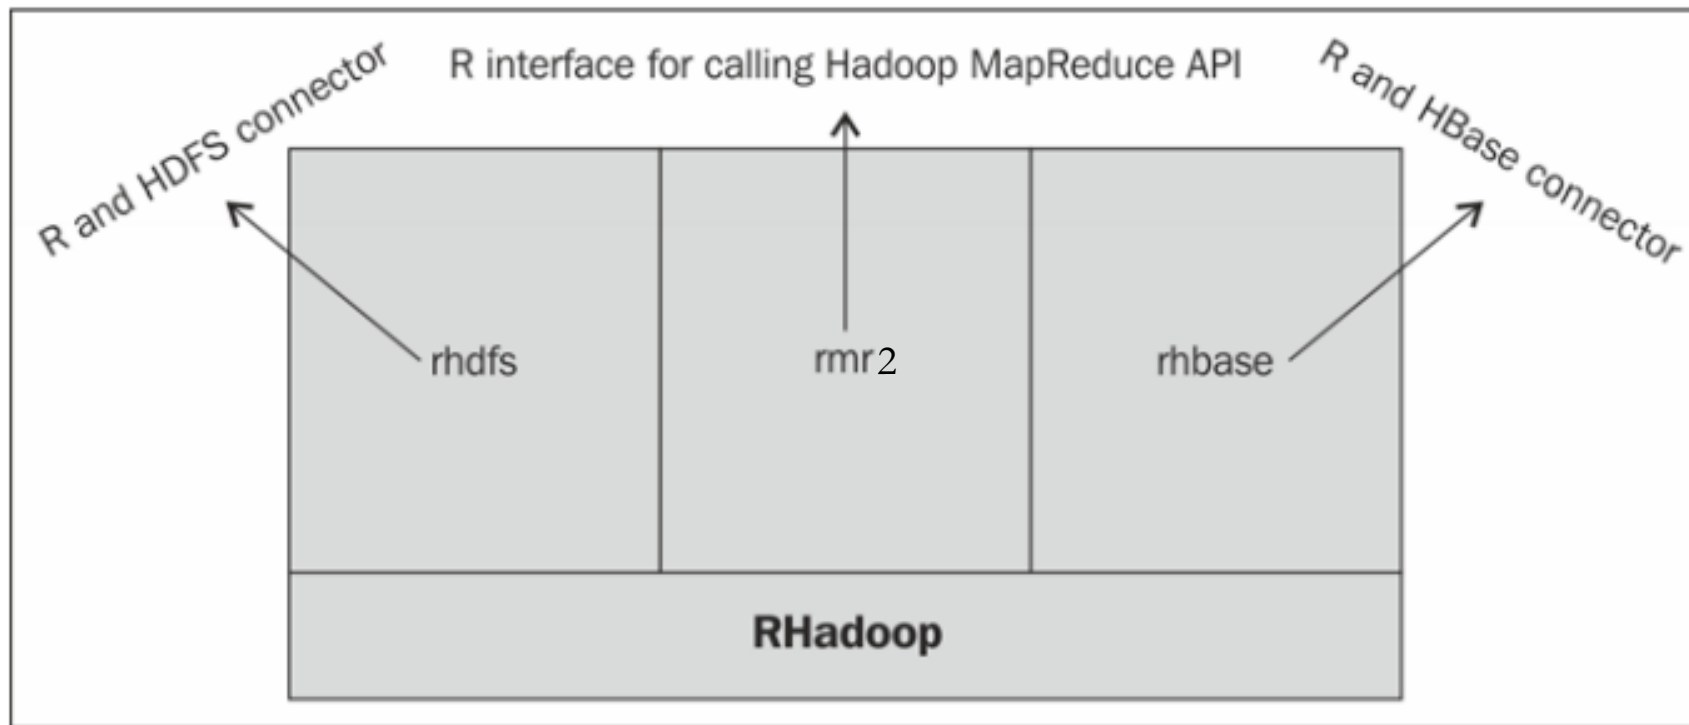 R and HDFS connector
R interface for calling Hadoop MapReduce API
R and HBase connector
rhdfs
rmr2
rhbase
RHadoop